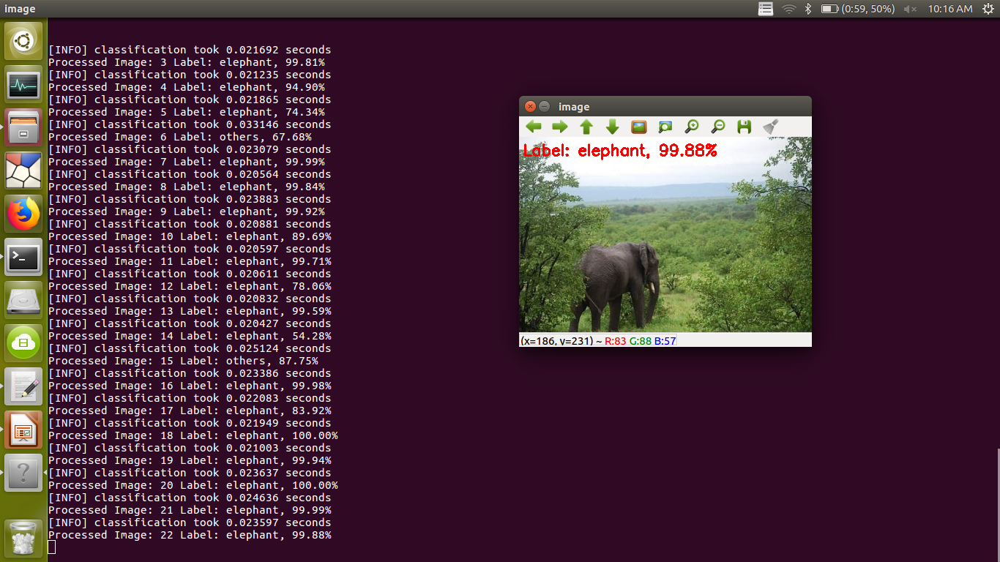 image
(0:59, 50%)
10:16 AM
[INFO] classification took 0.021692 seconds
Processed Image: 3 Label: elephant, 99.81%
[INFO] classification took 0.021235 seconds
Processed Image: 4 Label: elephant, 94.90%
[INFO] classification took 0.021865 seconds
Processed Image: 5 Label: elephant, 74.34%
[INFO] classification took 0.033146 seconds
Processed Image: 6 Label: others, 67.68%
[INFO] classification took 0.023079 seconds
Processed Image: 7 Label: elephant, 99.99%
[INFO] classification took 0.020564 seconds
Processed Image: 8 Label: elephant, 99.84%
[INFO] classification took 0.023883 seconds
Processed Image: 9 Label: elephant, 99.92%
[INFO] classification took 0.020881 seconds
Processed Image: 10 Label: elephant, 89.69%
[INFO] classification took 0.020597 seconds
Processed Image: 11 Label: elephant, 99.71%
[INFO] classification took 0.020611 seconds
Processed Image: 12 Label: elephant, 78.06%
[INFO] classification took 0.020832 seconds
Processed Image: 13 Label: elephant, 99.59%
[INFO] classification took 0.020427 seconds
Processed Image: 14 Label: elephant, 54.28%
[INFO] classification took 0.025124 seconds
Processed Image: 15 Label: others, 87.75%
[INFO] classification took 0.023386 seconds
Processed Image: 16 Label: elephant, 99.98%
[INFO] classification took 0.022083 seconds
Processed Image: 17 Label: elephant, 83.92%
[INFO] classification took 0.021949 seconds
Processed Image: 18 Label: elephant, 100.00%
[INFO] classification took 0.021003 seconds
Processed Image: 19 Label: elephant, 99.94%
[INFO] classification took 0.023637 seconds
Processed Image: 20 Label: elephant, 100.00%
[INFO] classification took 0.024636 seconds
Processed Image: 21 Label: elephant, 99.99%
[INFO] classification took 0.023597 seconds
Processed Image: 22 Label: elephant, 99.88%
image
Label: elephant, 99.88%
(x=186, y=231) ~ R:83 G:88 B:57